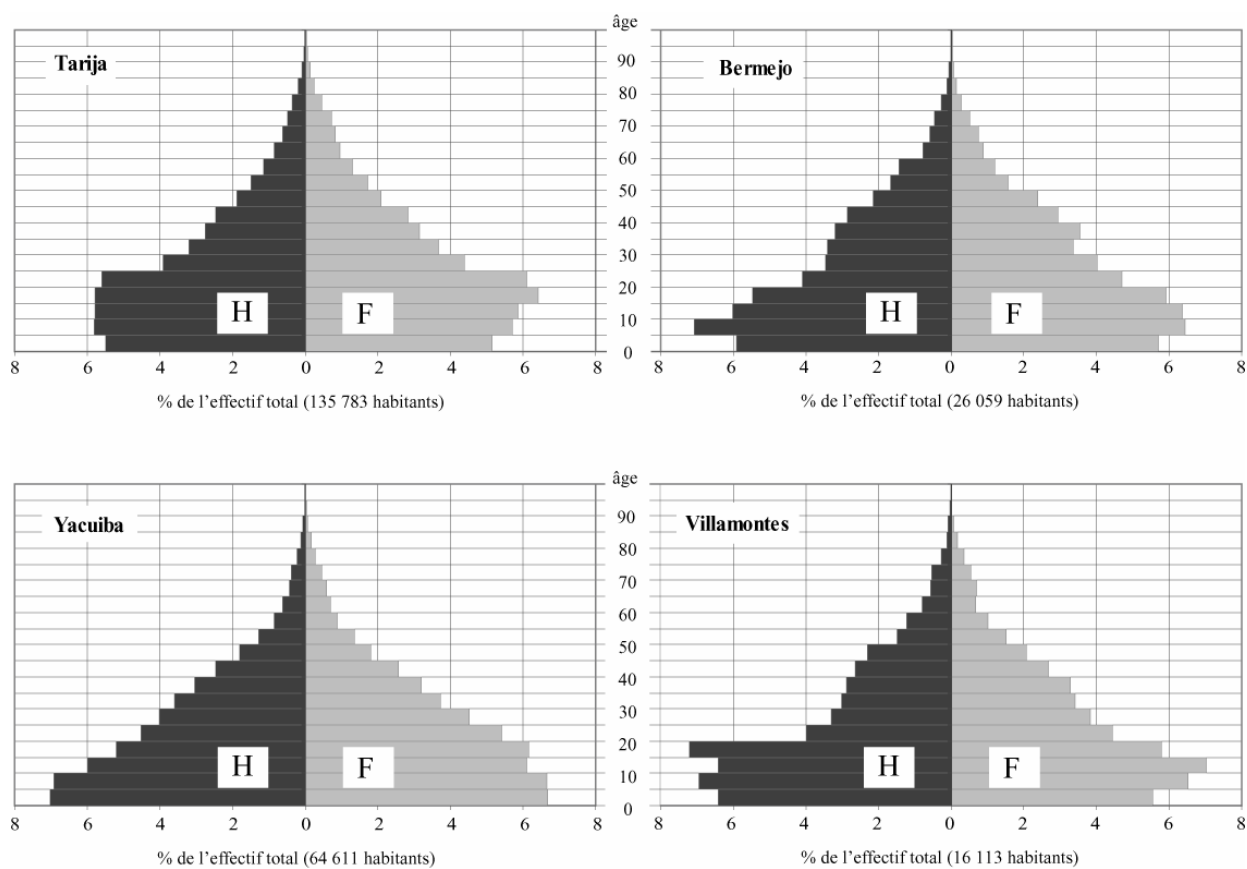 âge
Tarija
Bermejo
90
80
70
60
50
40
30
20
10
0
H F
H F
8 6 4 2 0 2 4 6 8
8 6 4 2 0 2 4 6 8
% de l'effectif total (135 783 habitants)
% de l'effectif total (26 059 habitants)
âge
Yacuiba
Villamontes
90
80
70
60
50
40
30
20
10
0
H F
H F
8 6 4 2 0 2 4 6 8
8 6 4 2 0 2 4 6 8
% de l'effectif total (64 611 habitants)
% de l'effectif total (16 113 habitants)